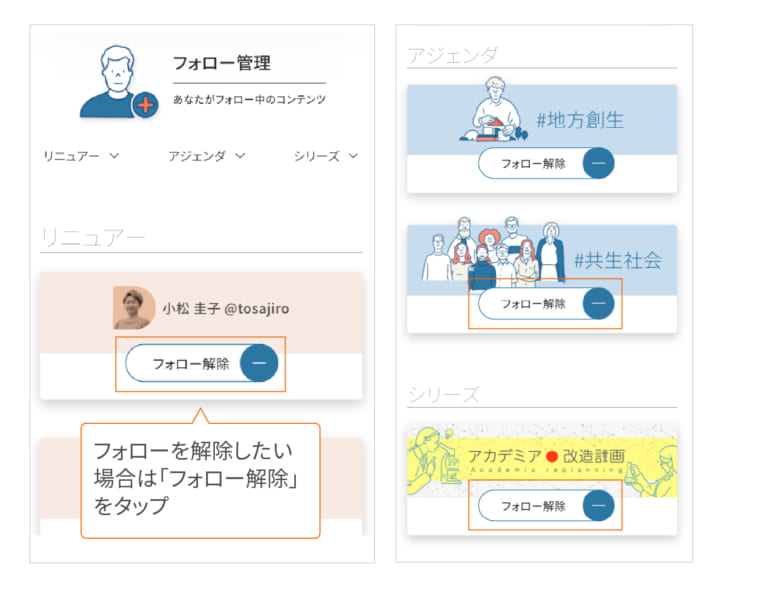 フォロー管理
あなたがフォロー中のコンテンツ
リニュアー
アジェンダ
シリーズ
リニュアー
小松 圭子 @tosajiro
フォロー解除
フォローを解除したい
場合は「フォロー解除」
をタップ
アジェンダ
#地方創生
フォロー解除
#共生社会
フォロー解除
シリーズ
アカデミア●改造計画
Academia replanning
フォロー解除